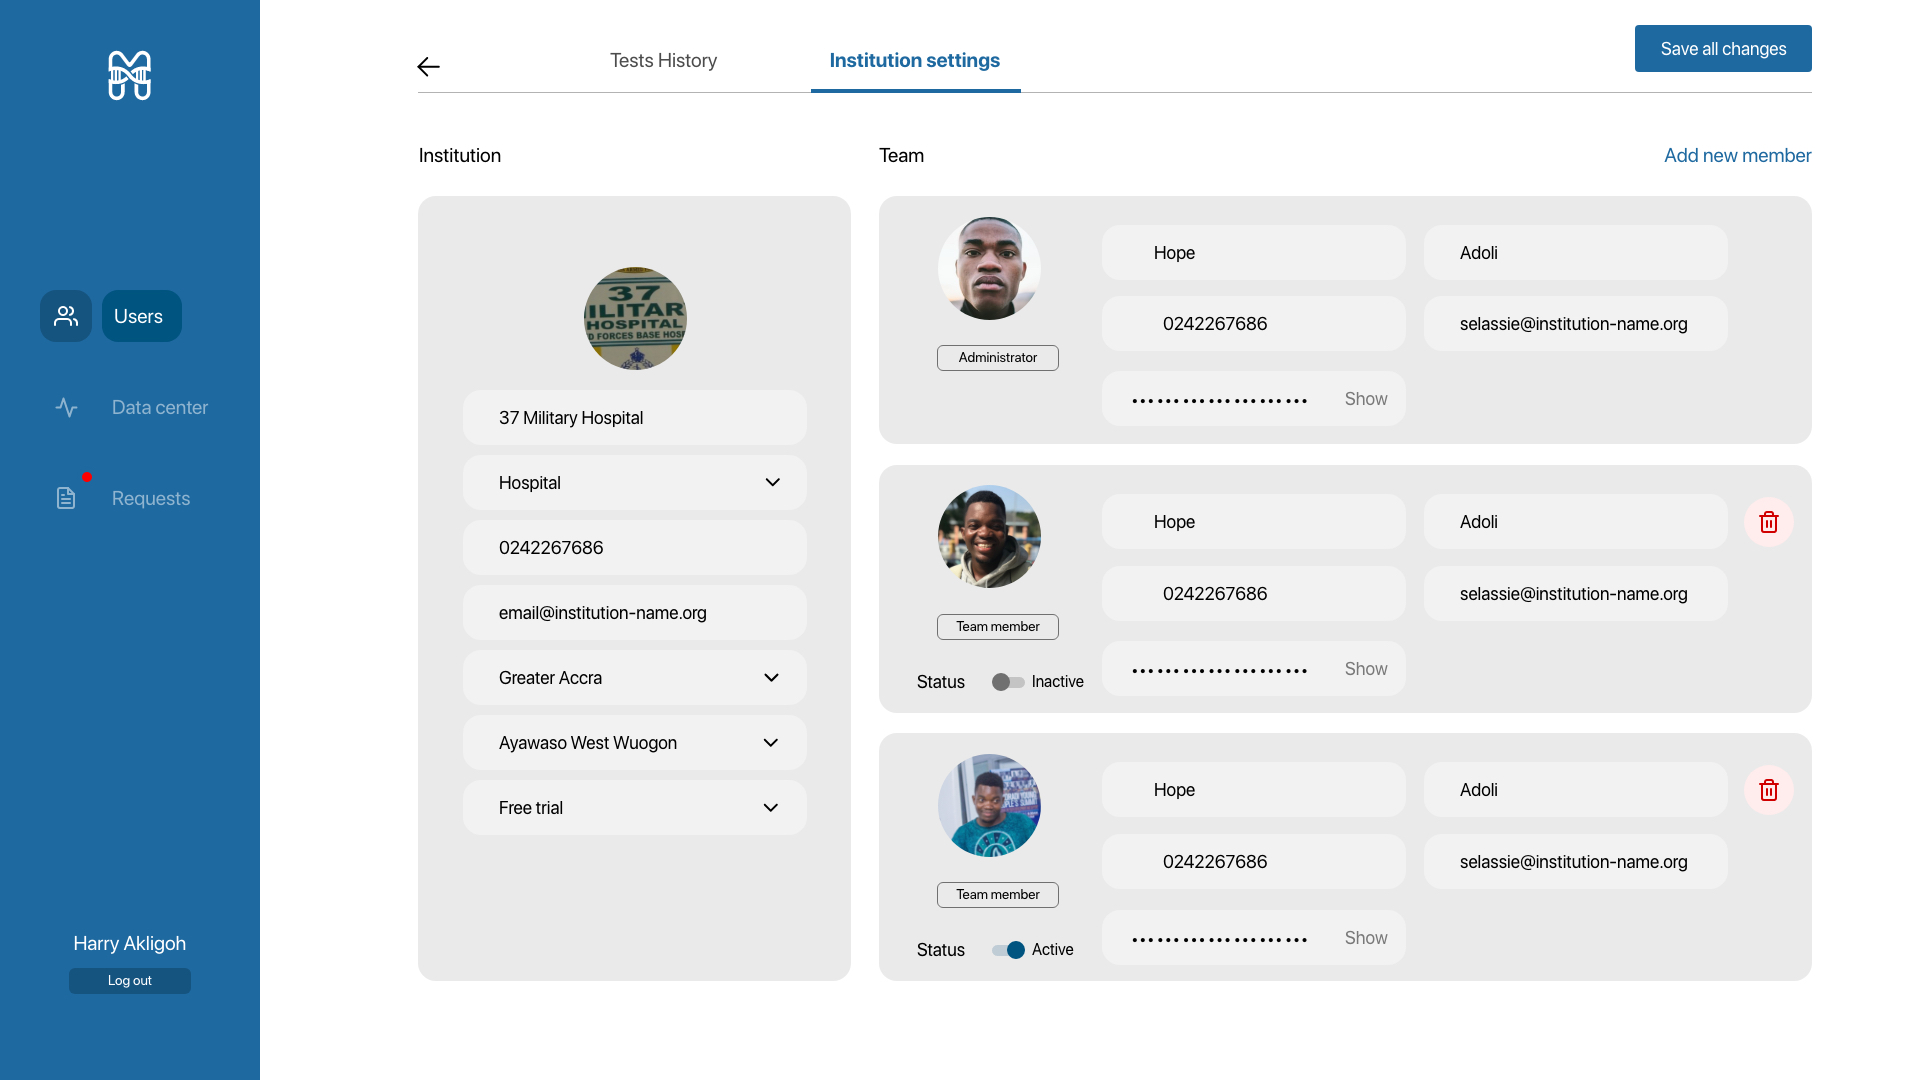 Users
Data center
Requests
Harry Akligoh
Log out
Tests History
Institution settings
Save all changes
Institution
37
ILITAR
HOSPITAL
D FORCES BASE HOS
37 Military Hospital
Hospital
0242267686
email@institution-name.org
Greater Accra
Ayawaso West Wuogon
Free trial
Team
Add new member
Administrator
Hope
Adoli
0242267686
selassie@institution-name.org
Show
Team member
Status
Inactive
Hope
Adoli
0242267686
selassie@institution-name.org
Show
Team member
Status
Active
Hope
Adoli
0242267686
selassie@institution-name.org
Show